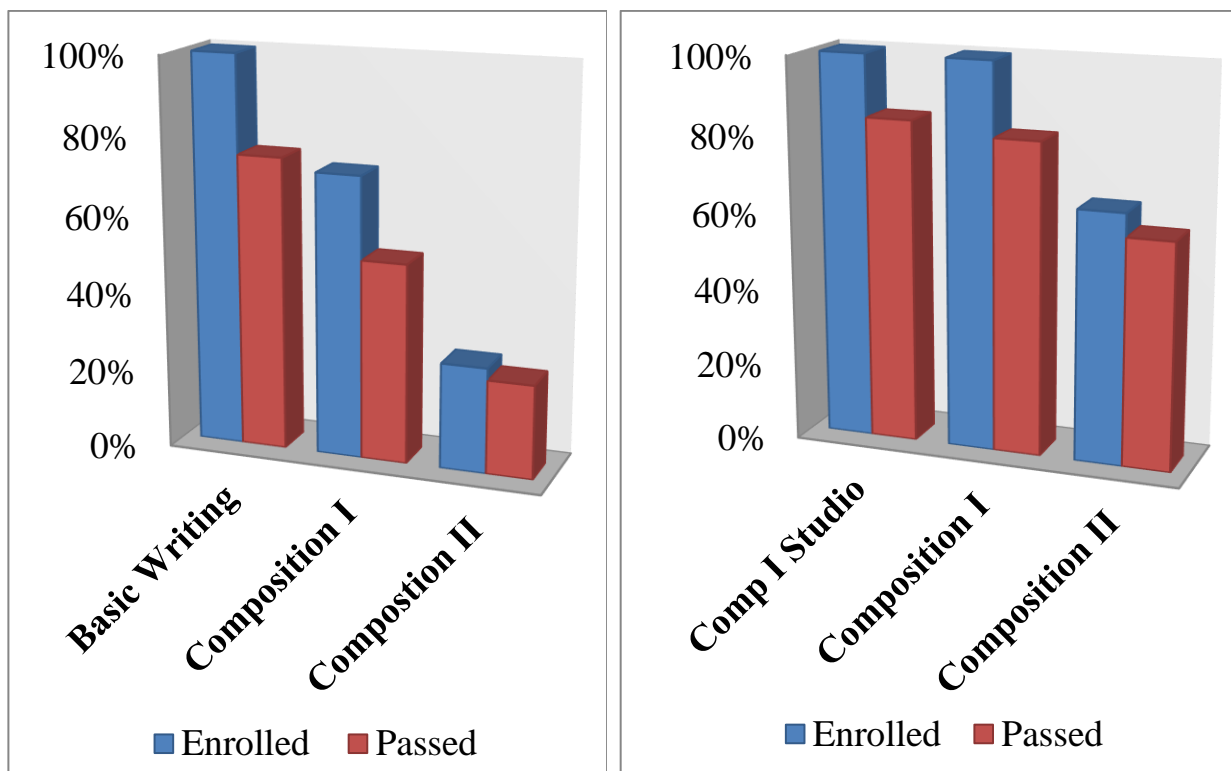 100%
80%
60%
40%
20%
0%
Basic Writing
Composition I
Compostion II
Enrolled
Passed
100%
80%
60%
40%
20%
0%
Comp I Studio
Composition I
Composition II
Enrolled
Passed